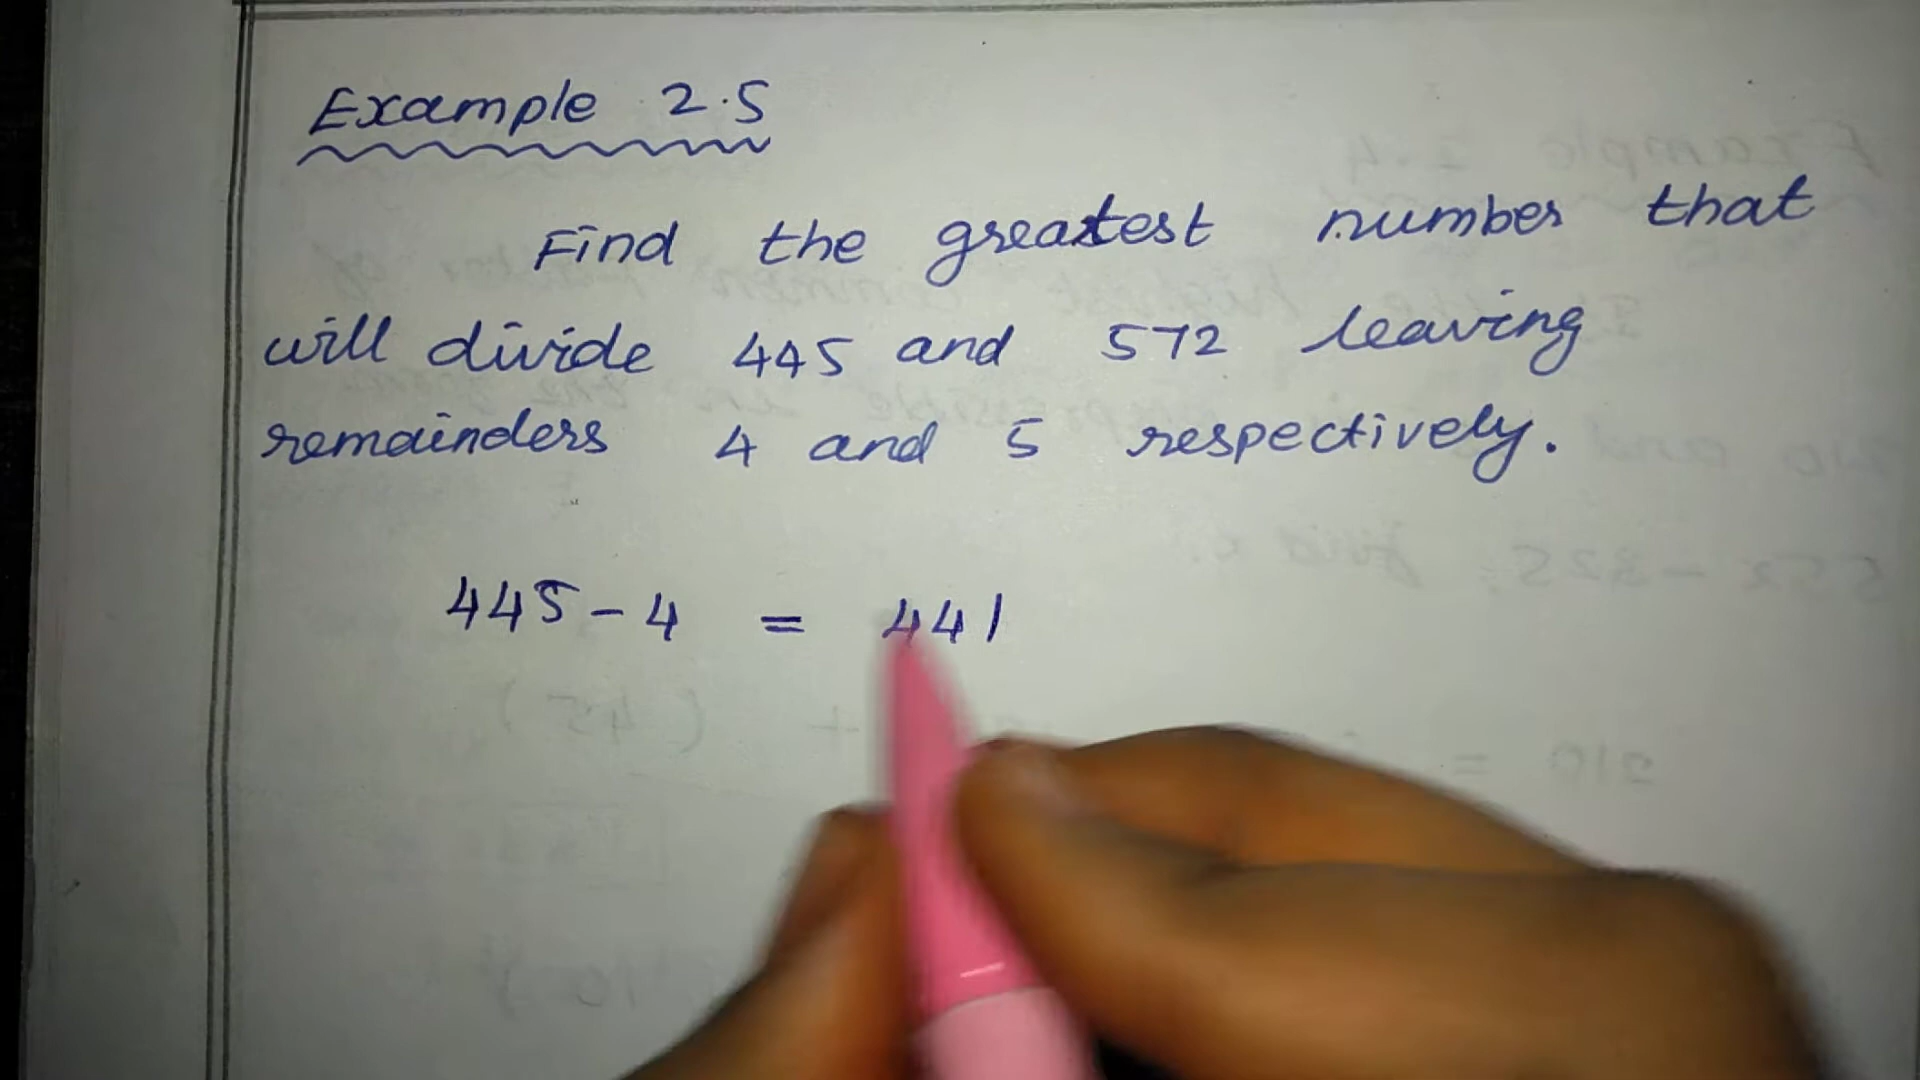 Example 2.5
Find the greatest number that
will divide 445 and 572 leaving
remainders 4 and 5 respectively.
445 - 4 = 441